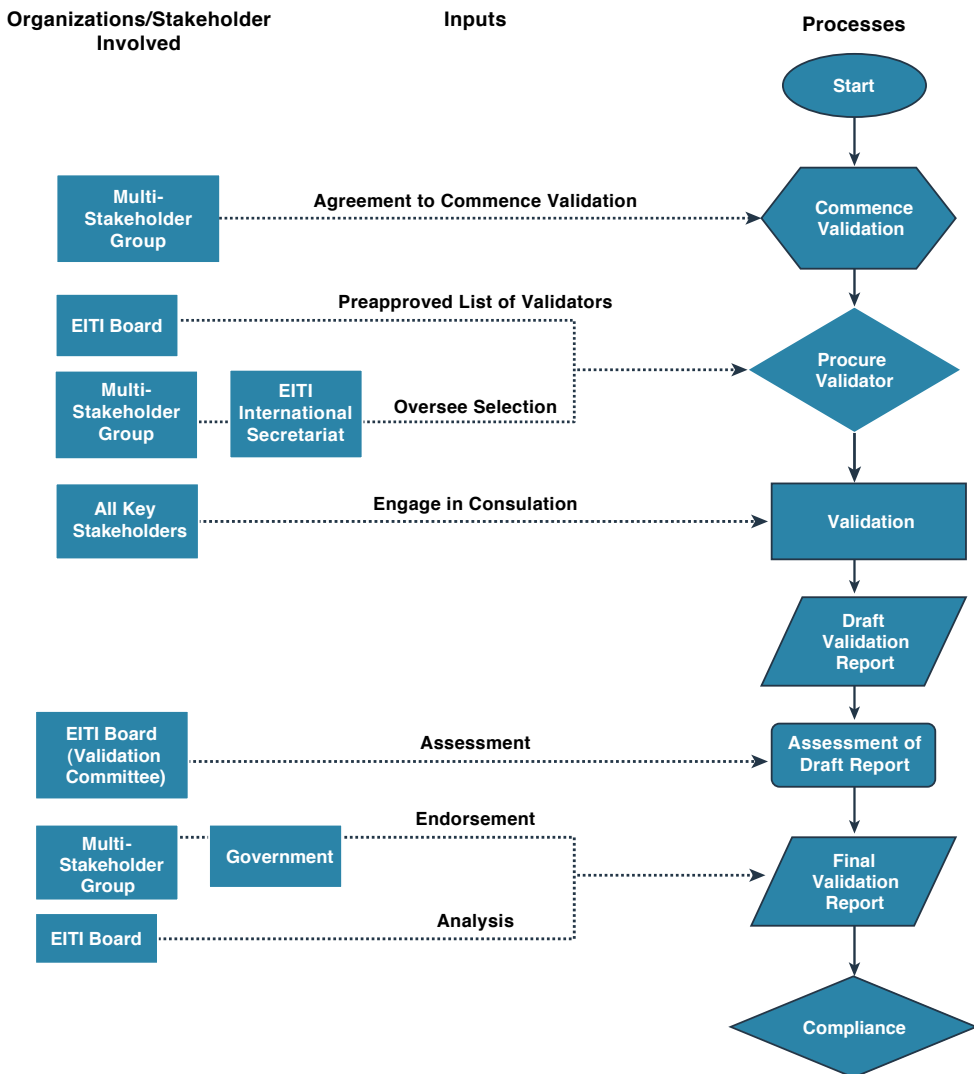 Organizations/Stakeholder
Involved
Inputs
Processes
Start
Multi-
Stakeholder
Group
Agreement to Commence Validation
Commence
Validation
EITI Board
Preapproved List of Validators
Multi-
Stakeholder
Group
EITI
International
Secretariat
Oversee Selection
Procure
Validator
All Key
Stakeholders
Engage in Consulation
Validation
Draft
Validation
Report
EITI Board
(Validation
Committee)
Assessment
Assessment of
Draft Report
Multi-
Stakeholder
Group
Government
Endorsement
EITI Board
Analysis
Final
Validation
Report
Compliance